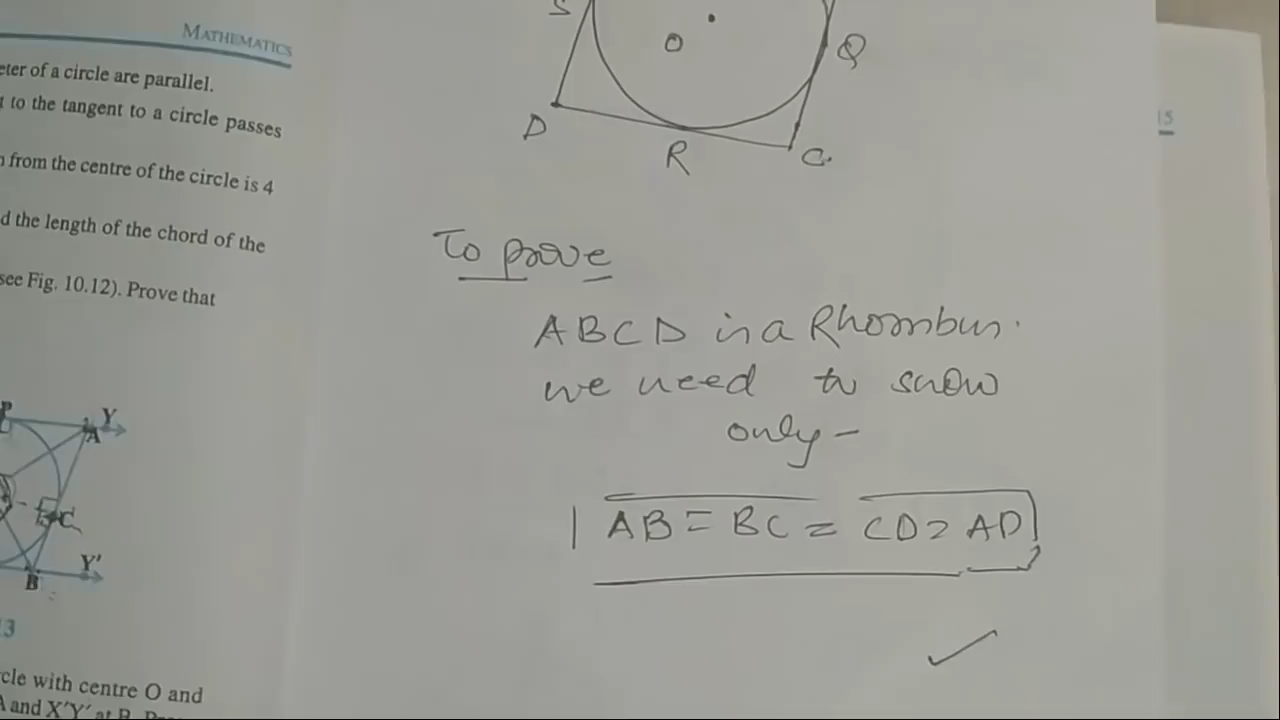 MATHEMATICS
eter of a circle are parallel.
t to the tangent to a circle passes
from the centre of the circle is 4
d the length of the chord of the
see Fig. 10.12). Prove that
P Y
A
C
Y'
B
13
cle with centre O and
A and X'Y' at B.
S
O
Q
D
R
C
To prove
ABCD is a Rhombus.
we need to show
only -
AB = BC = CD = AD
15